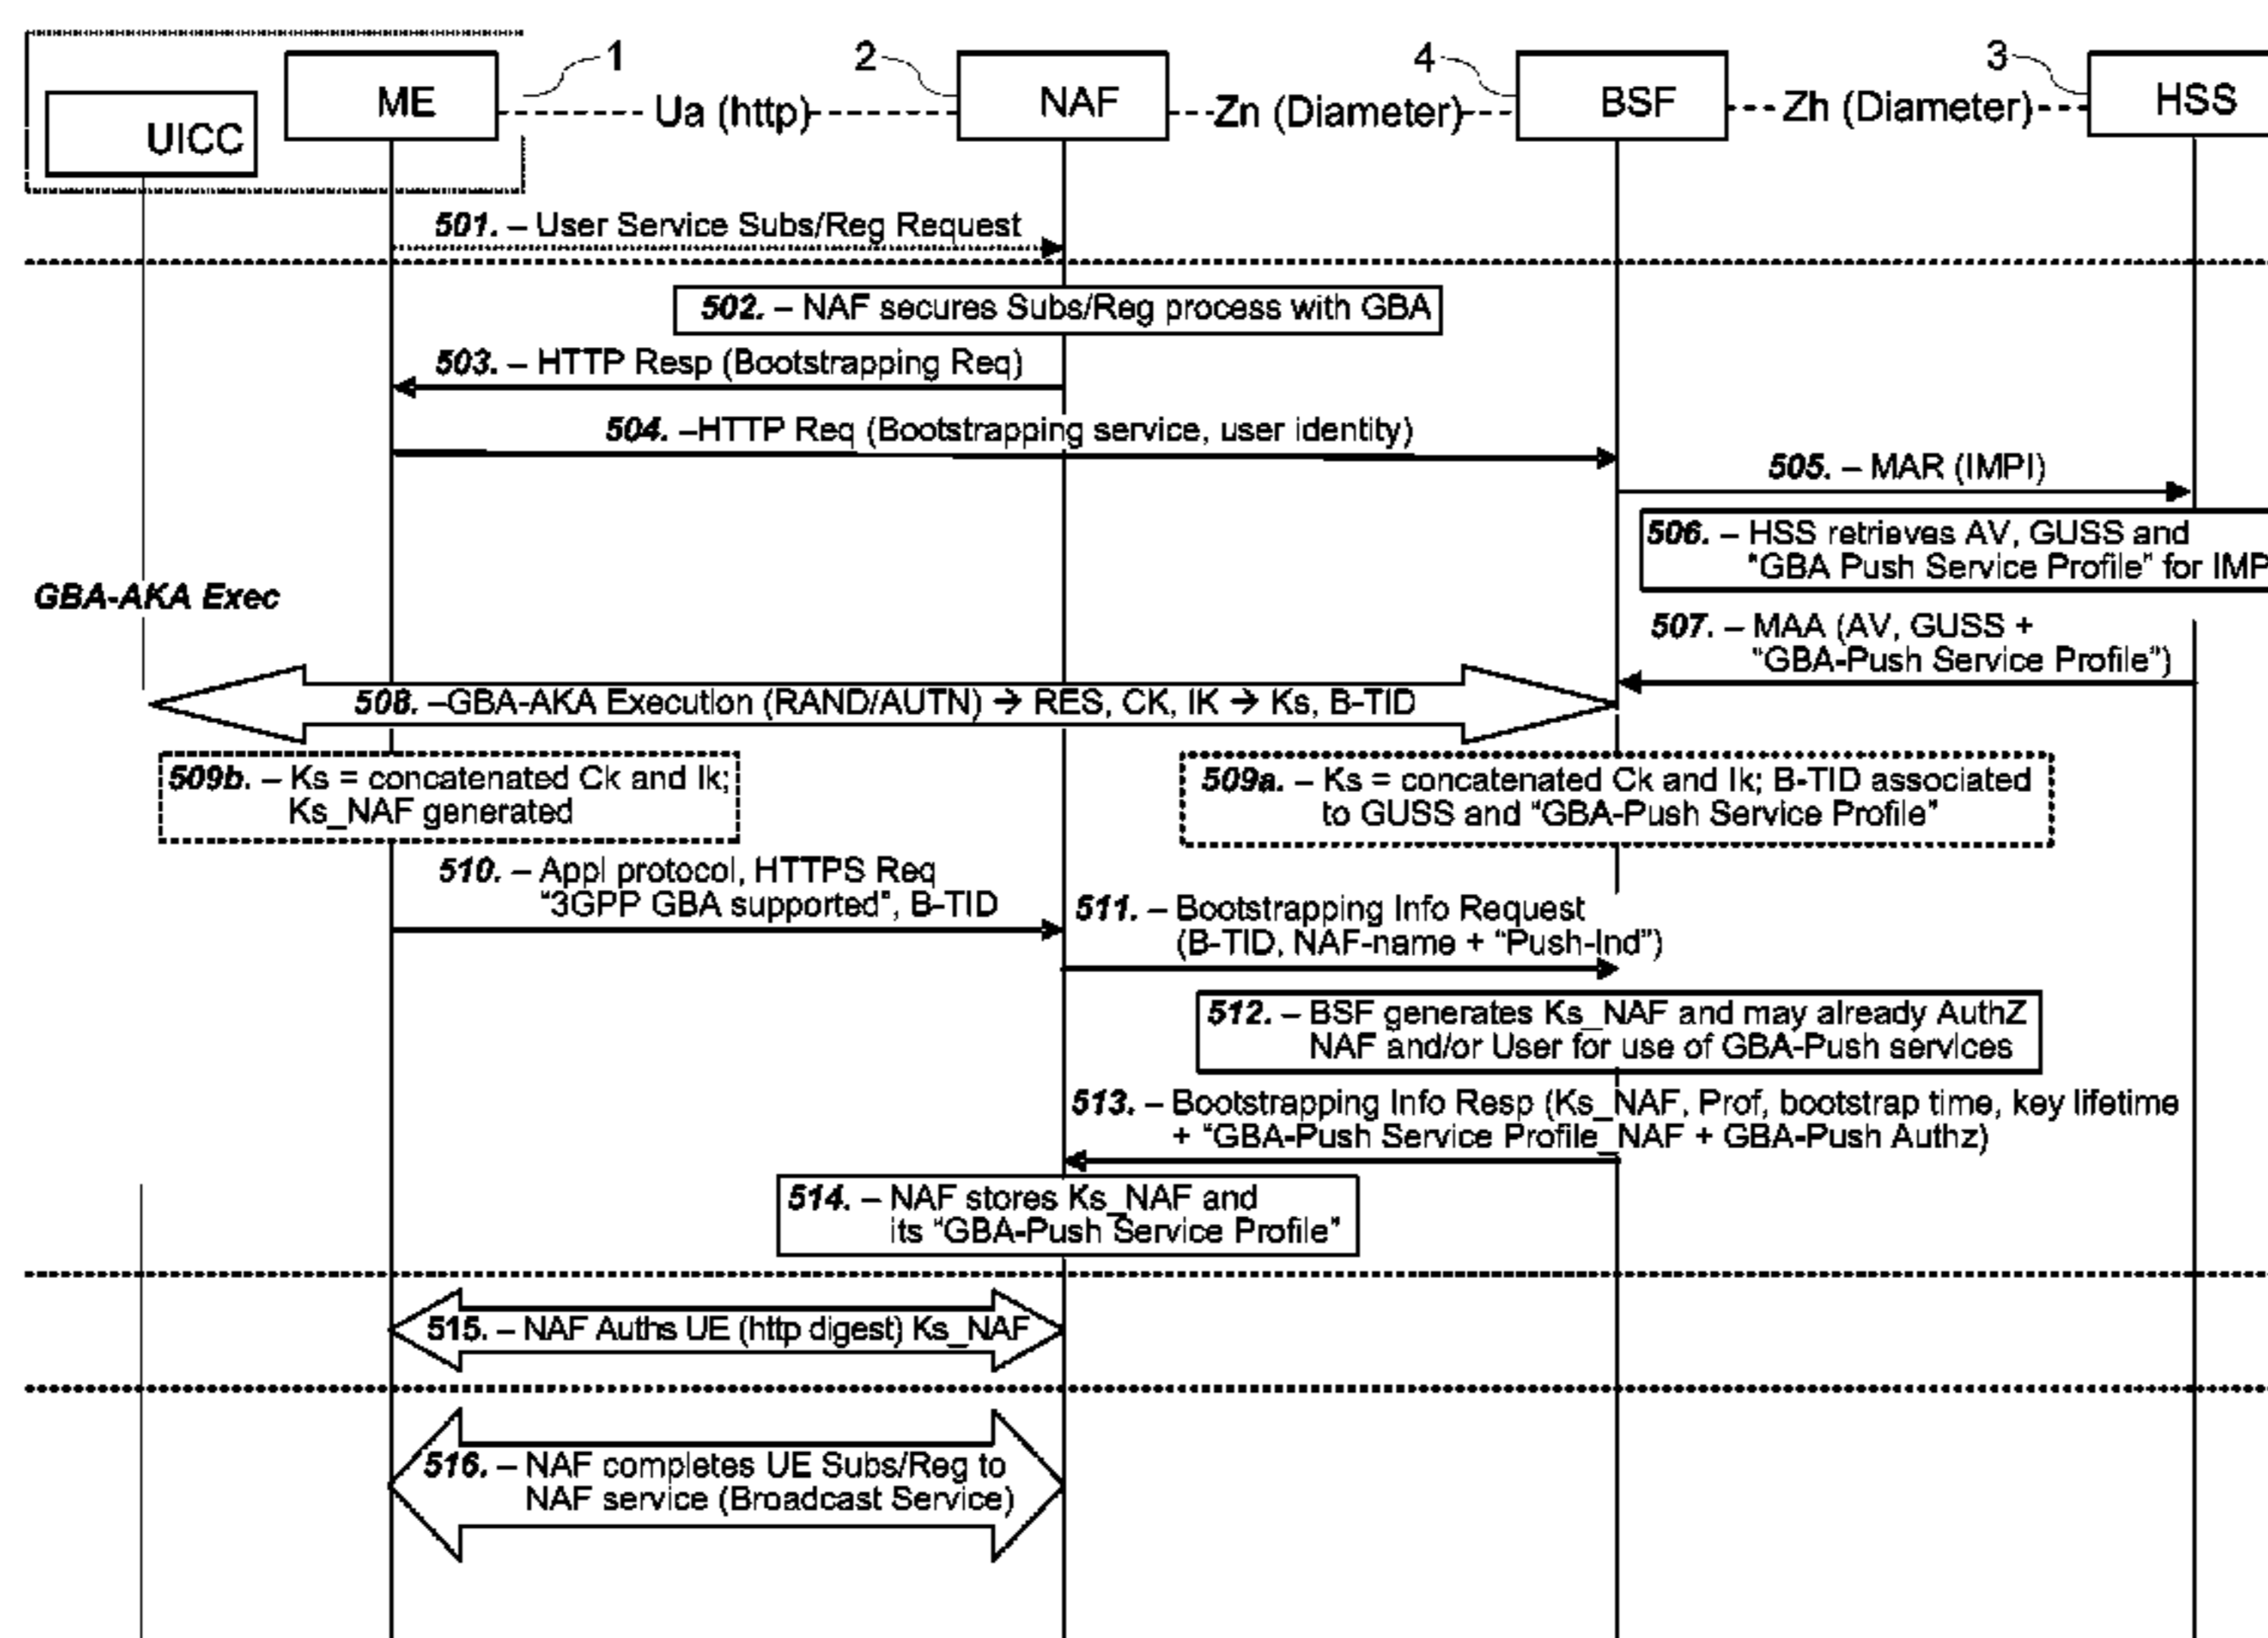 1
2
4
3
ME
UICC
Ua (http)
NAF
Zn (Diameter)
BSF
Zh (Diameter)
HSS
501. – User Service Subs/Reg Request
502. – NAF secures Subs/Reg process with GBA
503. – HTTP Resp (Bootstrapping Req)
504. –HTTP Req (Bootstrapping service, user identity)
505. – MAR (IMPI)
506. – HSS retrieves AV, GUSS and
"GBA Push Service Profile" for IMP
GBA-AKA Exec
507. – MAA (AV, GUSS +
"GBA-Push Service Profile")
508. –GBA-AKA Execution (RAND/AUTN) → RES, CK, IK → Ks, B-TID
509b. – Ks = concatenated Ck and Ik;
Ks_NAF generated
509a. – Ks = concatenated Ck and Ik; B-TID associated
to GUSS and "GBA-Push Service Profile"
510. – Appl protocol, HTTPS Req
"3GPP GBA supported", B-TID
511. – Bootstrapping Info Request
(B-TID, NAF-name + "Push-Ind")
512. – BSF generates Ks_NAF and may already AuthZ
NAF and/or User for use of GBA-Push services
513. – Bootstrapping Info Resp (Ks_NAF, Prof, bootstrap time, key lifetime
+ "GBA-Push Service Profile_NAF + GBA-Push Authz)
514. – NAF stores Ks_NAF and
its "GBA-Push Service Profile"
515. – NAF Auths UE (http digest) Ks_NAF
516. – NAF completes UE Subs/Reg to
NAF service (Broadcast Service)